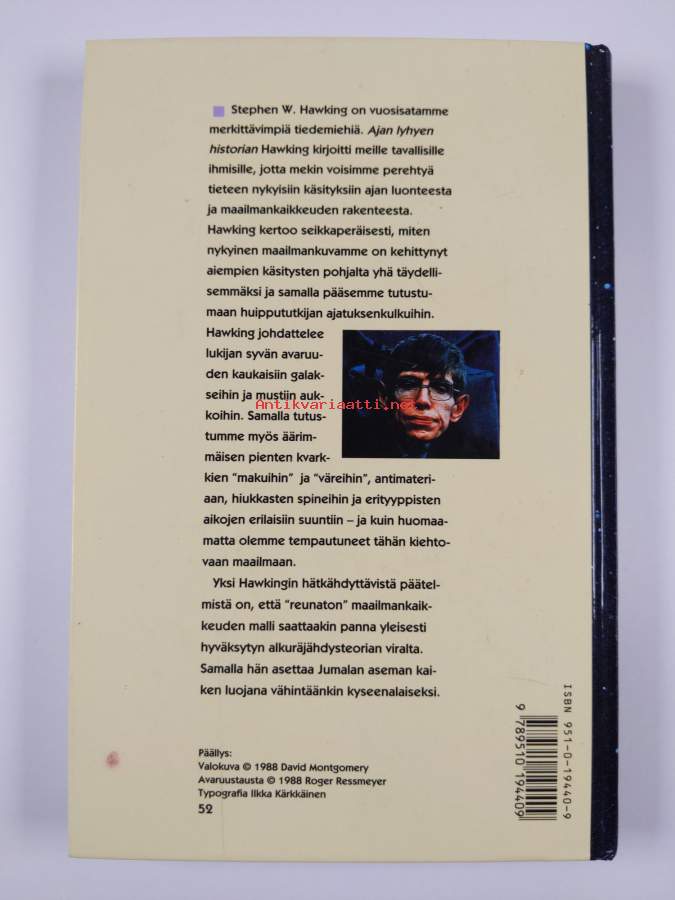 Stephen W. Hawking on vuosisatamme
merkittävimpiä tiedemiehiä. Ajan lyhyen
historian Hawking kirjoitti meille tavallisille
ihmisille, jotta mekin voisimme perehtyä
tieteen nykyisiin käsityksiin ajan luonteesta
ja maailmankaikkeuden rakenteesta.
Hawking kertoo seikkaperäisesti, miten
nykyinen maailmankuvamme on kehittynyt
aiempien käsitysten pohjalta yhä täydelli-
semmäksi ja samalla pääsemme tutustu-
maan huippututkijan ajatuksenkulkuihin.
Hawking johdattelee
lukijan syvän avaruu-
den kaukaisiin galak-
seihin ja mustiin auk-
koihin. Samalla tutus-
tumme myös äärim-
mäisen pienten kvark-
kien "makuihin" ja "väreihin", antimateri-
aan, hiukkasten spineihin ja erityyppisten
aikojen erilaisiin suuntiin – ja kuin huomaa-
matta olemme tempautuneet tähän kiehto-
vaan maailmaan.
Yksi Hawkingin hätkähdyttävistä päätel-
mistä on, että "reunaton" maailmankaik-
keuden malli saattaakin panna yleisesti
hyväksytyn alkuräjähdysteorian viralta.
Samalla hän asettaa Jumalan aseman kai-
ken luojana vähintäänkin kyseenalaiseksi.
Antikvariaatti.net
Päällys:
Valokuva © 1988 David Montgomery
Avaruustausta © 1988 Roger Ressmeyer
Typografia Ilkka Kärkkäinen
52
ISBN 951-0-19440-9
9 789510 194409